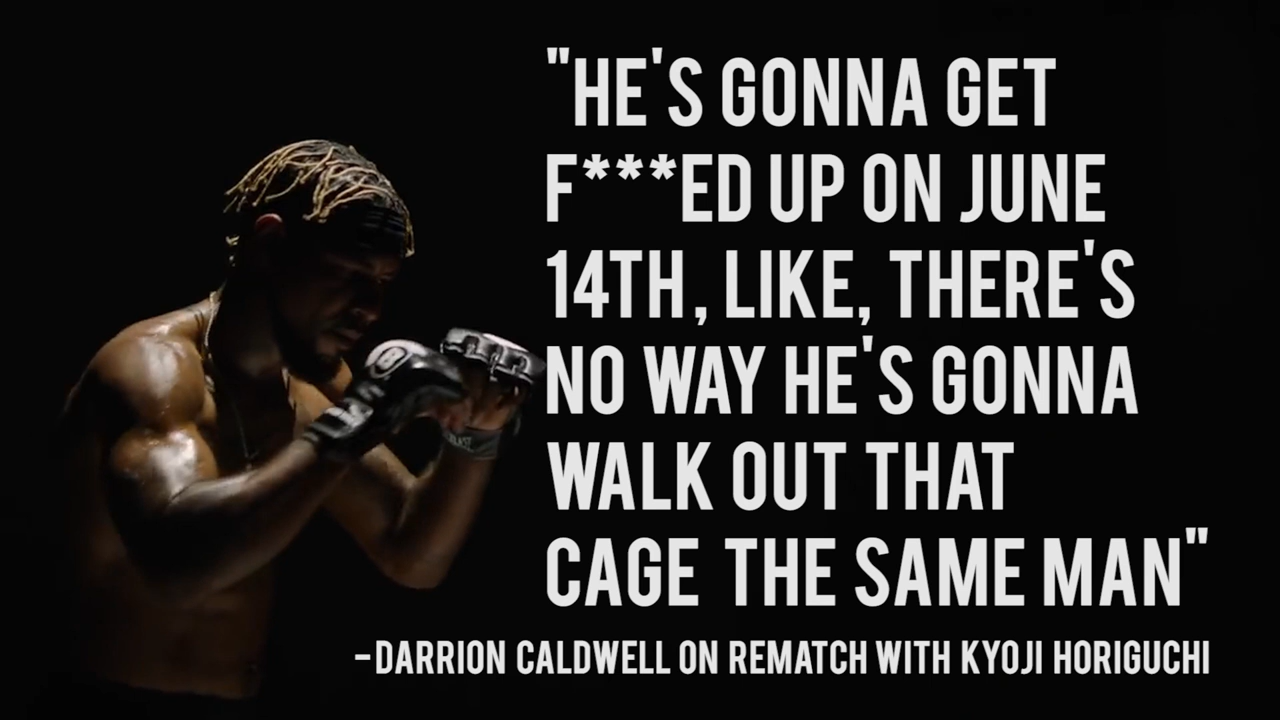 "HE'S GONNA GET
F***ED UP ON JUNE
14TH, LIKE, THERE'S
NO WAY HE'S GONNA
WALK OUT THAT
CAGE THE SAME MAN"
-DARRION CALDWELL ON REMATCH WITH KYOJI HORIGUCHI